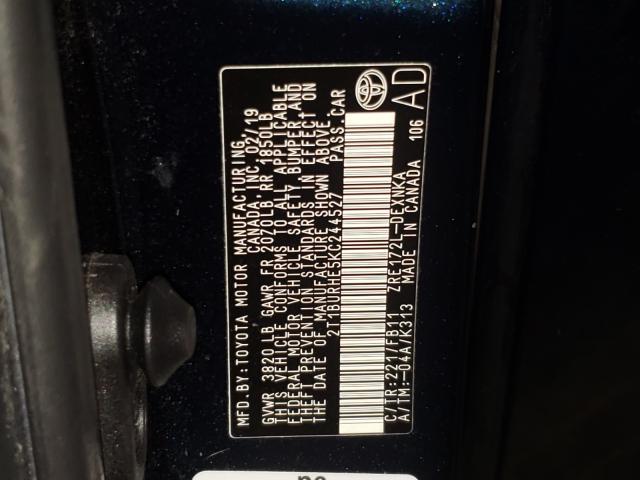 MFD.BY:TOYOTA MOTOR MANUFACTURING
CANADA, INC. 02/19
GVWR 3820LB GAWR FR 2070LB RR 1850LB
THIS VEHICLE CONFORMS TO ALL APPLICABLE
FEDERAL MOTOR VEHICLE SAFETY BUMPER AND
THEFT PREVENTION STANDARDS IN EFFECT ON
THE DATE OF MANUFACTURE SHOWN ABOVE.
2T1BURHE5KC244527 PASS CAR
C/TR:221/FB11 ZRE172L-DEXNKA
A/TM:-04A/K313 MADE IN CANADA 106
AD